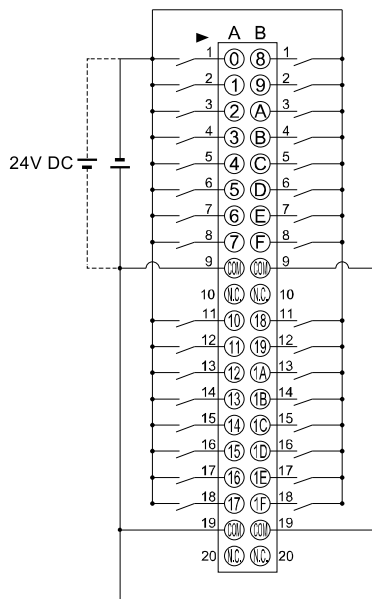 A B
1 0 8 1
2 1 9 2
3 2 A 3
4 3 B 4
5 4 C 5
24V DC
6 5 D 6
7 6 E 7
8 7 F 8
9 COM COM 9
10 N.C. N.C. 10
11 10 18 11
12 11 19 12
13 12 1A 13
14 13 1B 14
15 14 1C 15
16 15 1D 16
17 16 1E 17
18 17 1F 18
19 COM COM 19
20 N.C. N.C. 20